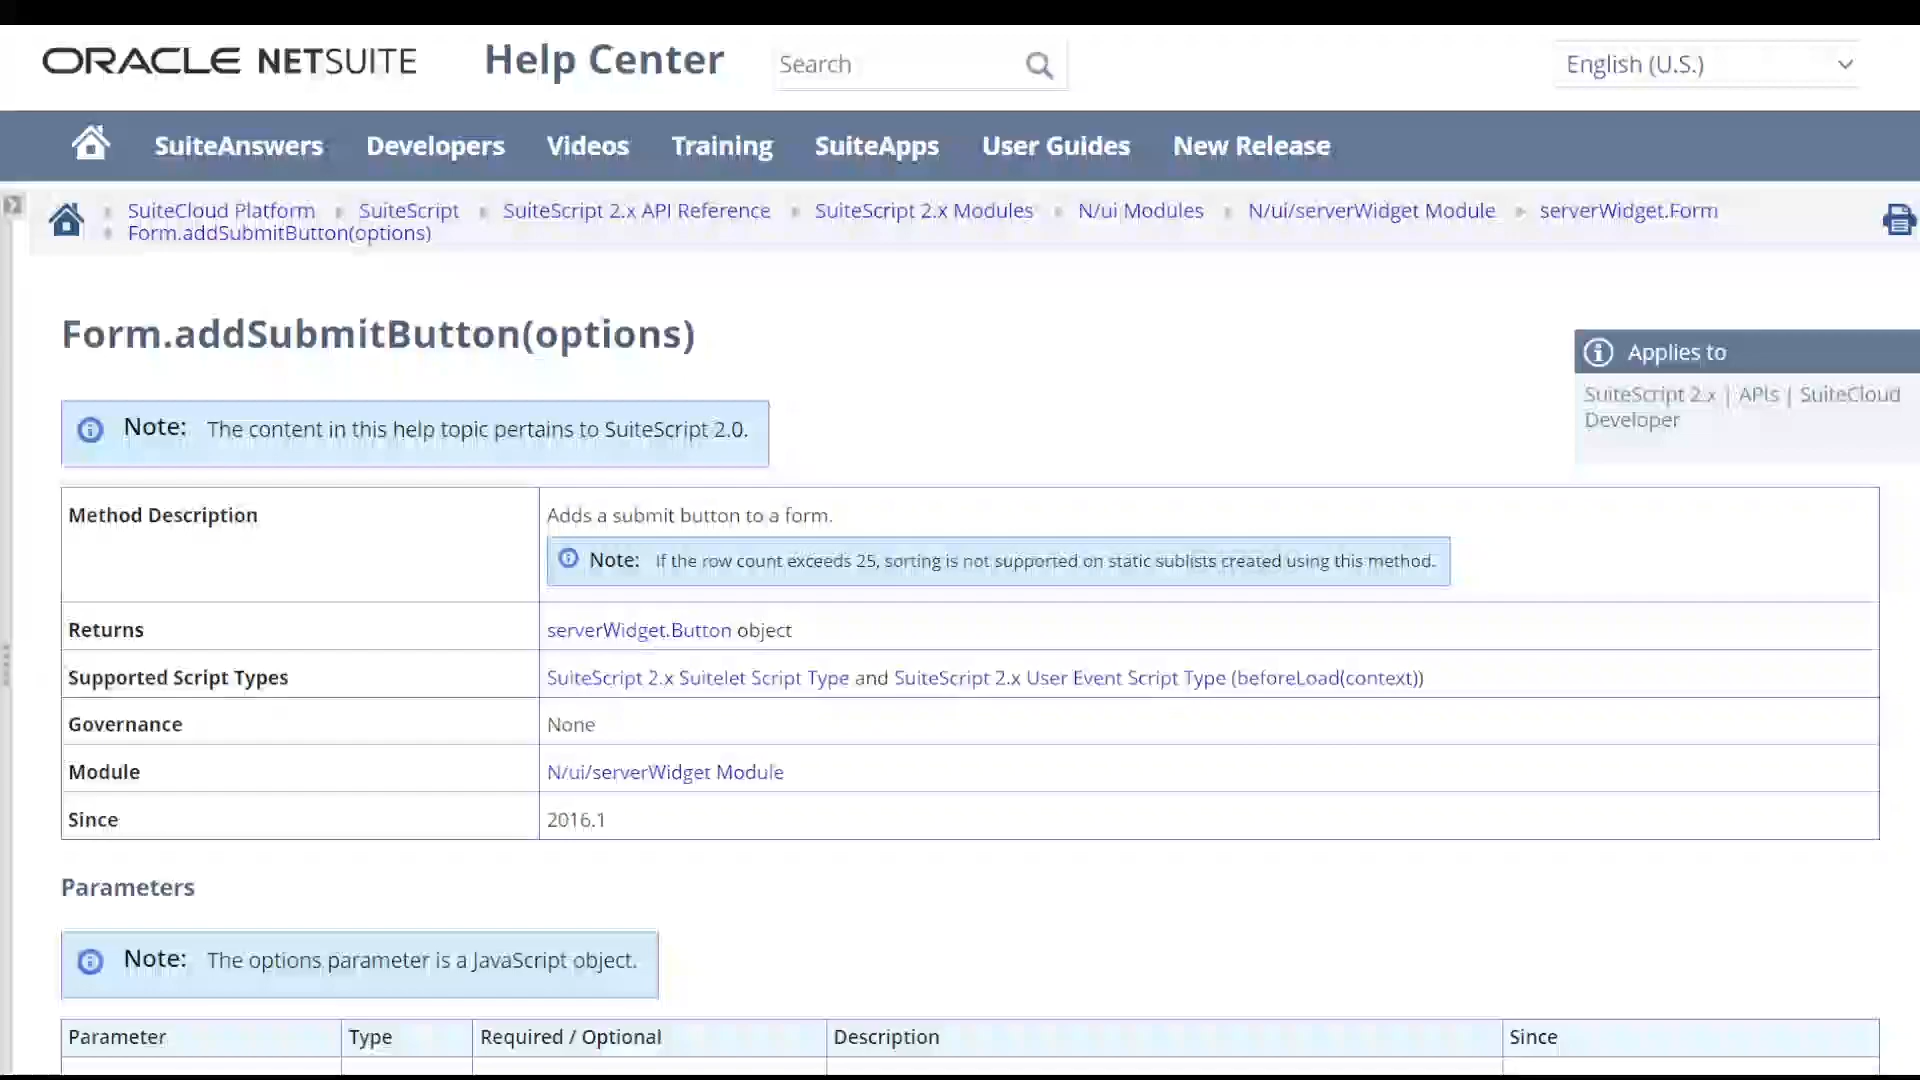 ORACLE NETSUITE Help Center Search English (U.S.)
SuiteAnswers Developers Videos Training SuiteApps User Guides New Release
SuiteCloud Platform SuiteScript SuiteScript 2.x API Reference SuiteScript 2.x Modules N/ui Modules N/ui/serverWidget Module serverWidget.Form
Form.addSubmitButton(options)
Form.addSubmitButton(options)
Applies to
SuiteScript 2.x | APIs | SuiteCloud
Developer
Note: The content in this help topic pertains to SuiteScript 2.0.
Method Description Adds a submit button to a form.
Note: If the row count exceeds 25, sorting is not supported on static sublists created using this method.
Returns serverWidget.Button object
Supported Script Types SuiteScript 2.x Suitelet Script Type and SuiteScript 2.x User Event Script Type (beforeLoad(context))
Governance None
Module N/ui/serverWidget Module
Since 2016.1
Parameters
Note: The options parameter is a JavaScript object.
Parameter Type Required / Optional Description Since